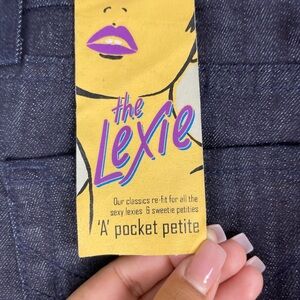 the
Lexie
Our classics re-fit for all the
sexy lexies & sweetie petities
'A' pocket petite